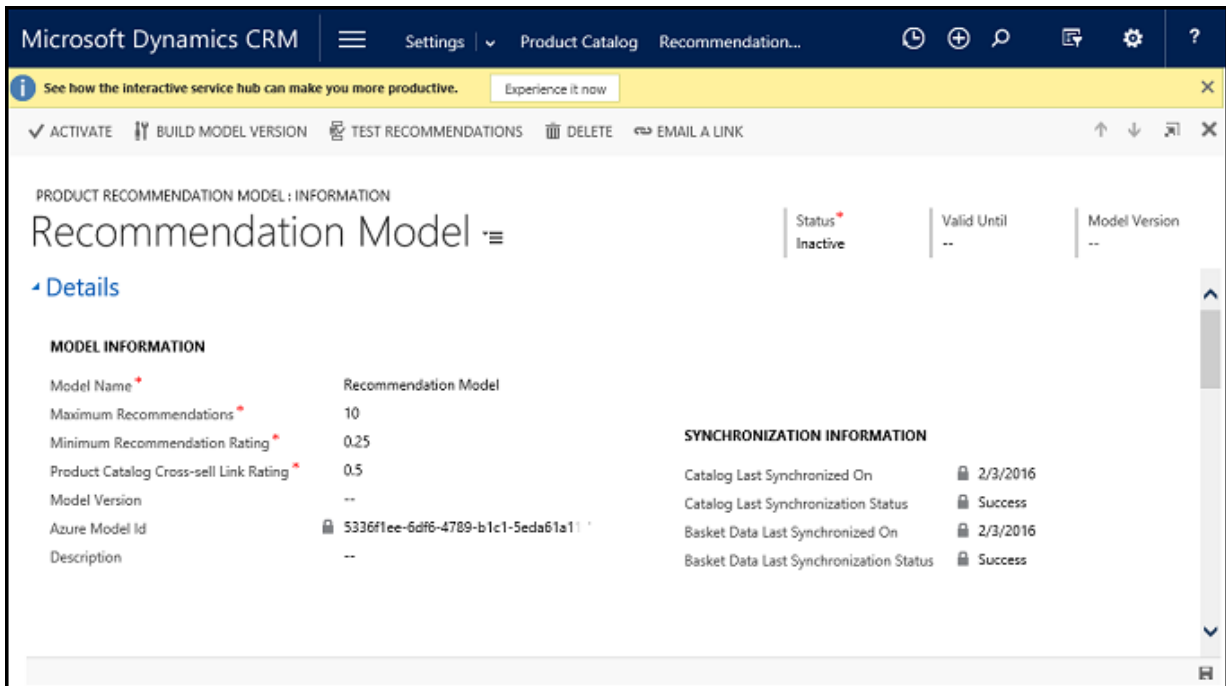 Microsoft Dynamics CRM Settings Product Catalog Recommendation... ?
See how the interactive service hub can make you more productive. Experience it now
ACTIVATE BUILD MODEL VERSION TEST RECOMMENDATIONS DELETE EMAIL A LINK
PRODUCT RECOMMENDATION MODEL : INFORMATION
Recommendation Model
Status* Valid Until Model Version
Inactive -- --
Details
MODEL INFORMATION
Model Name* Recommendation Model
Maximum Recommendations* 10
Minimum Recommendation Rating* 0.25
Product Catalog Cross-sell Link Rating* 0.5
Model Version --
Azure Model Id
Description --
SYNCHRONIZATION INFORMATION
Catalog Last Synchronized On 2/3/2016
Catalog Last Synchronization Status Success
Basket Data Last Synchronized On 2/3/2016
Basket Data Last Synchronization Status Success